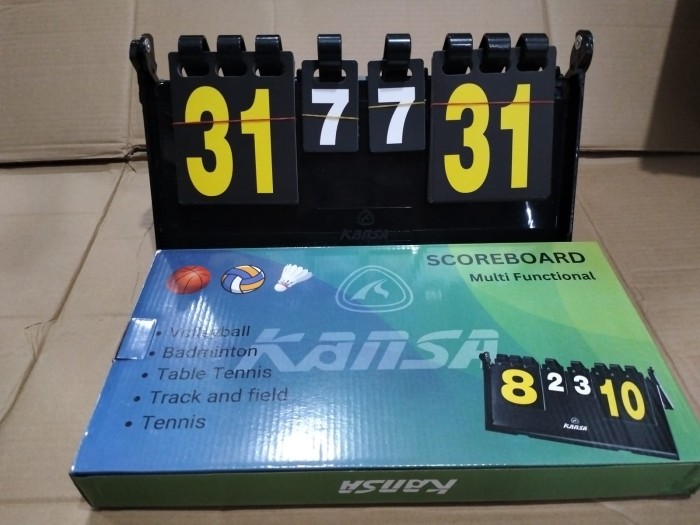 31 7 7 31
KANSA
SCOREBOARD
Multi Functional
KANSA
• Volleyball
• Badminton
• Table Tennis
• Track and field
• Tennis
8 2 3 10
KANSA
KANSA